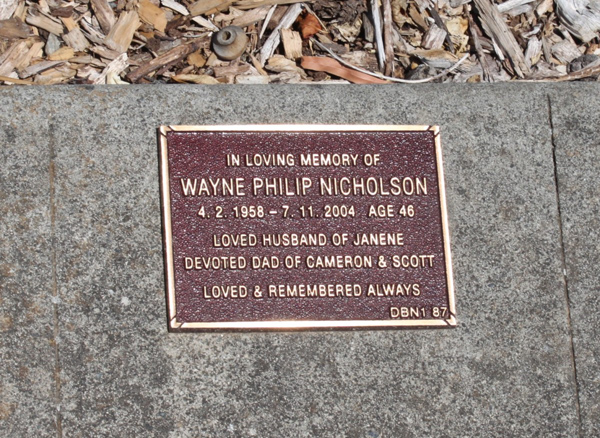 IN LOVING MEMORY OF
WAYNE PHILIP NICHOLSON
4. 2. 1958 – 7. 11. 2004 AGE 46
LOVED HUSBAND OF JANENE
DEVOTED DAD OF CAMERON & SCOTT
LOVED & REMEMBERED ALWAYS
DBN1 87